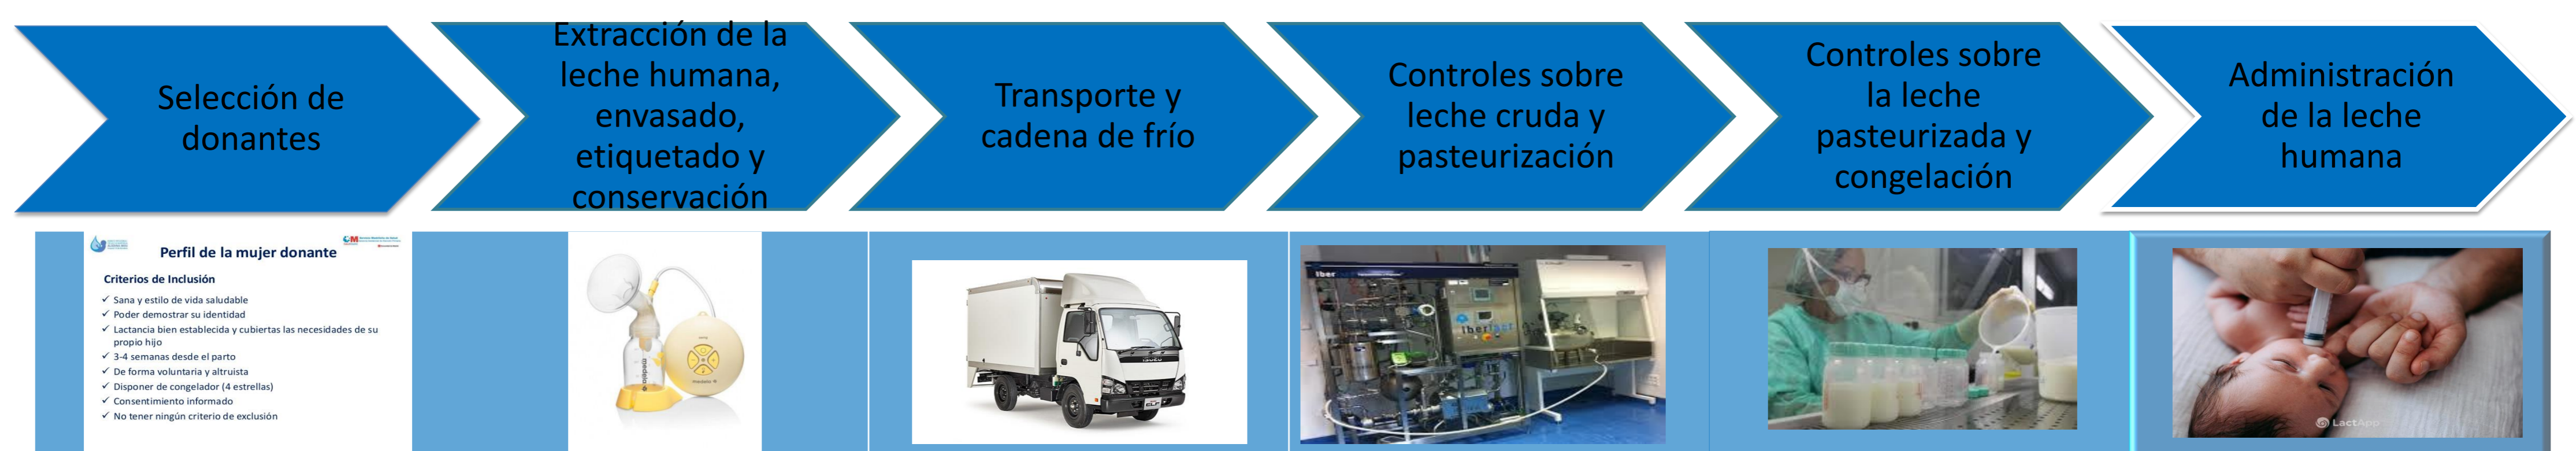 Selección de
donantes
Extracción de la
leche humana,
envasado,
etiquetado y
conservación
Transporte y
cadena de frío
Controles sobre
leche cruda y
pasteurización
Controles sobre
la leche
pasteurizada y
congelación
Administración
de la leche
humana
Perfil de la mujer donante
Criterios de Inclusión
✓ Sana y estilo de vida saludable
✓ Poder demostrar su identidad
✓ Lactancia bien establecida y cubiertas las necesidades de su
propio hijo
✓ 3-4 semanas desde el parto
✓ De forma voluntaria y altruista
✓ Disponer de congelador (4 estrellas)
✓ Consentimiento informado
✓ No tener ningún criterio de exclusión
medela
medela
ISUZU
ELF
iberlact
LactApp